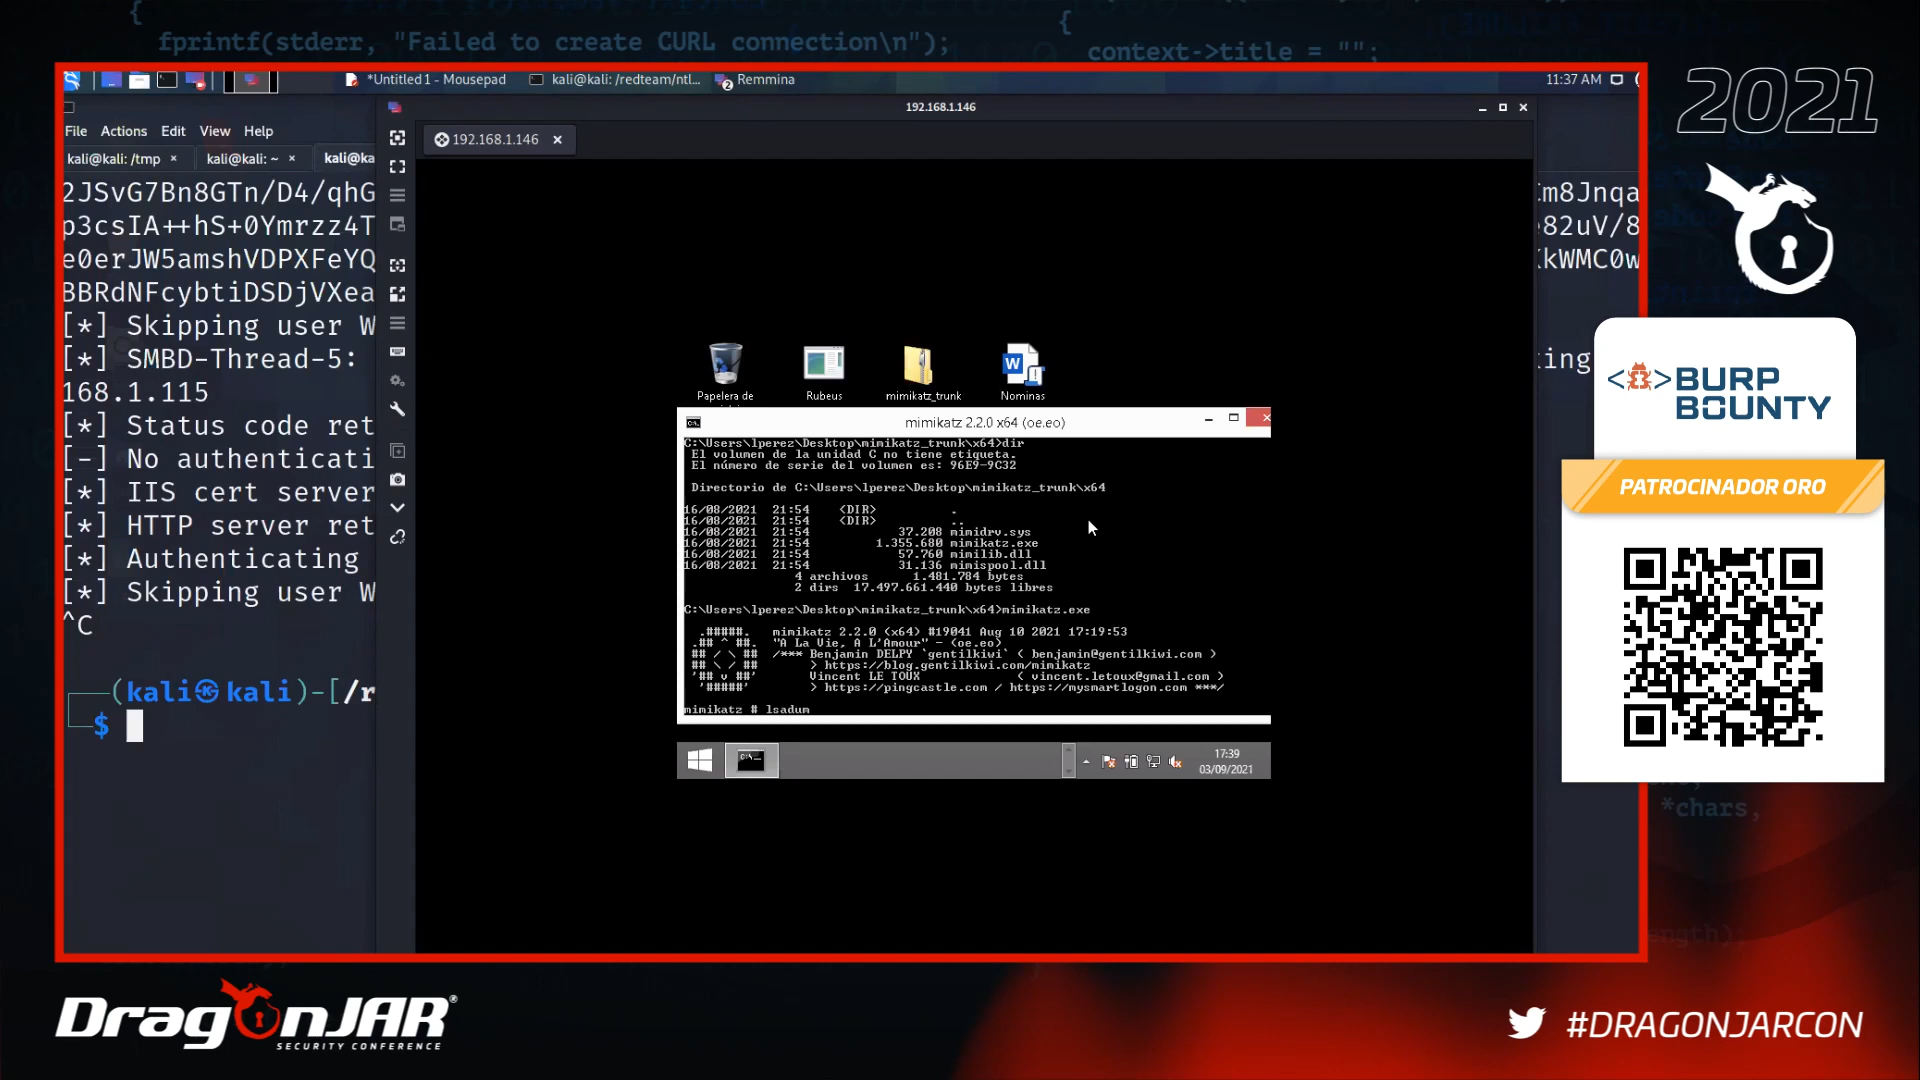 fprintf(stderr, "Failed to create CURL connection\n");
context->title = "";
2021
*Untitled 1 - Mousepad
kali@kali: /redteam/ntl...
Remmina
11:37 AM
192.168.1.146
File Actions Edit View Help
192.168.1.146
kali@kali: /tmp
kali@kali: ~
kali@ka
2JSvG7Bn8GTn/D4/qhG
p3csIA++hS+0Ymrzz4T
e0erJW5amshVDPXFeYQ
BBRdNFcybtiDSDjVXea
[*] Skipping user W
[*] SMBD-Thread-5:
168.1.115
[*] Status code ret
[-] No authenticati
[*] IIS cert server
[*] HTTP server ret
[*] Authenticating
[*] Skipping user W
^C
(kali㉿kali)-[/r
$
m8Jnqa
82uV/8
kWMC0w
ing
Papelera de
Rubeus
mimikatz_trunk
Nominas
mimikatz 2.2.0 x64 (oe.eo)
C:\Users\lperez\Desktop\mimikatz_trunk\x64>dir
El volumen de la unidad C no tiene etiqueta.
El número de serie del volumen es: 96E9-9C32
Directorio de C:\Users\lperez\Desktop\mimikatz_trunk\x64
16/08/2021 21:54 <DIR> .
16/08/2021 21:54 <DIR> ..
16/08/2021 21:54 37.208 mimidrv.sys
16/08/2021 21:54 1.355.680 mimikatz.exe
16/08/2021 21:54 57.760 mimilib.dll
16/08/2021 21:54 31.136 mimispool.dll
4 archivos 1.481.784 bytes
2 dirs 17.497.661.440 bytes libres
C:\Users\lperez\Desktop\mimikatz_trunk\x64>mimikatz.exe
.#####. mimikatz 2.2.0 (x64) #19041 Aug 10 2021 17:19:53
.## ^ ##. "A La Vie, A L'Amour" - (oe.eo)
## / \ ## /*** Benjamin DELPY `gentilkiwi` ( benjamin@gentilkiwi.com )
## \ / ## > https://blog.gentilkiwi.com/mimikatz
'## v ##' Vincent LE TOUX ( vincent.letoux@gmail.com )
'#####' > https://pingcastle.com / https://mysmartlogon.com ***/
mimikatz # lsadum
17:39
03/09/2021
BURP
BOUNTY
PATROCINADOR ORO
*chars,
DragonJAR®
SECURITY CONFERENCE
#DRAGONJARCON